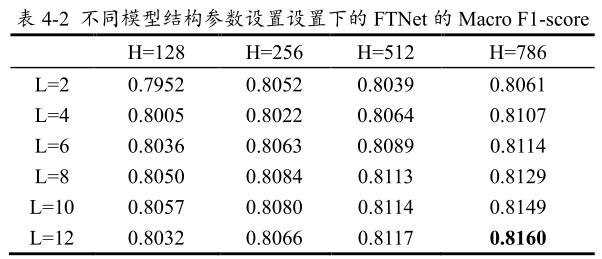 表 4-2 不同模型结构参数设置设置下的 FTNet 的 Macro F1-score
H=128 H=256 H=512 H=786
L=2 0.7952 0.8052 0.8039 0.8061
L=4 0.8005 0.8022 0.8064 0.8107
L=6 0.8036 0.8063 0.8089 0.8114
L=8 0.8050 0.8084 0.8113 0.8129
L=10 0.8057 0.8080 0.8114 0.8149
L=12 0.8032 0.8066 0.8117 0.8160